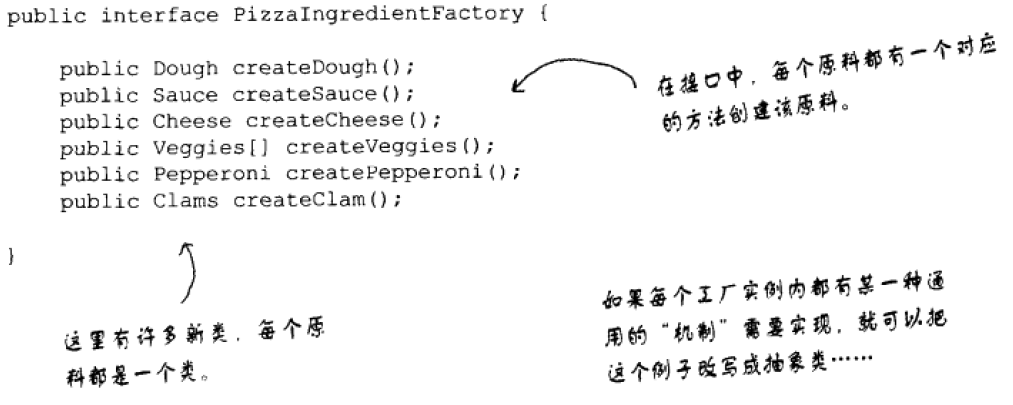 public interface PizzaIngredientFactory {
public Dough createDough();
public Sauce createSauce();
public Cheese createCheese();
public Veggies[] createVeggies();
public Pepperoni createPepperoni();
public Clams createClam();
}
在接口中，每个原料都有一个对应
的方法创建该原料。
这里有许多新类，每个原
料都是一个类。
如果每个工厂实例内都有某一种通
用的“机制”需要实现，就可以把
这个例子改写成抽象类……